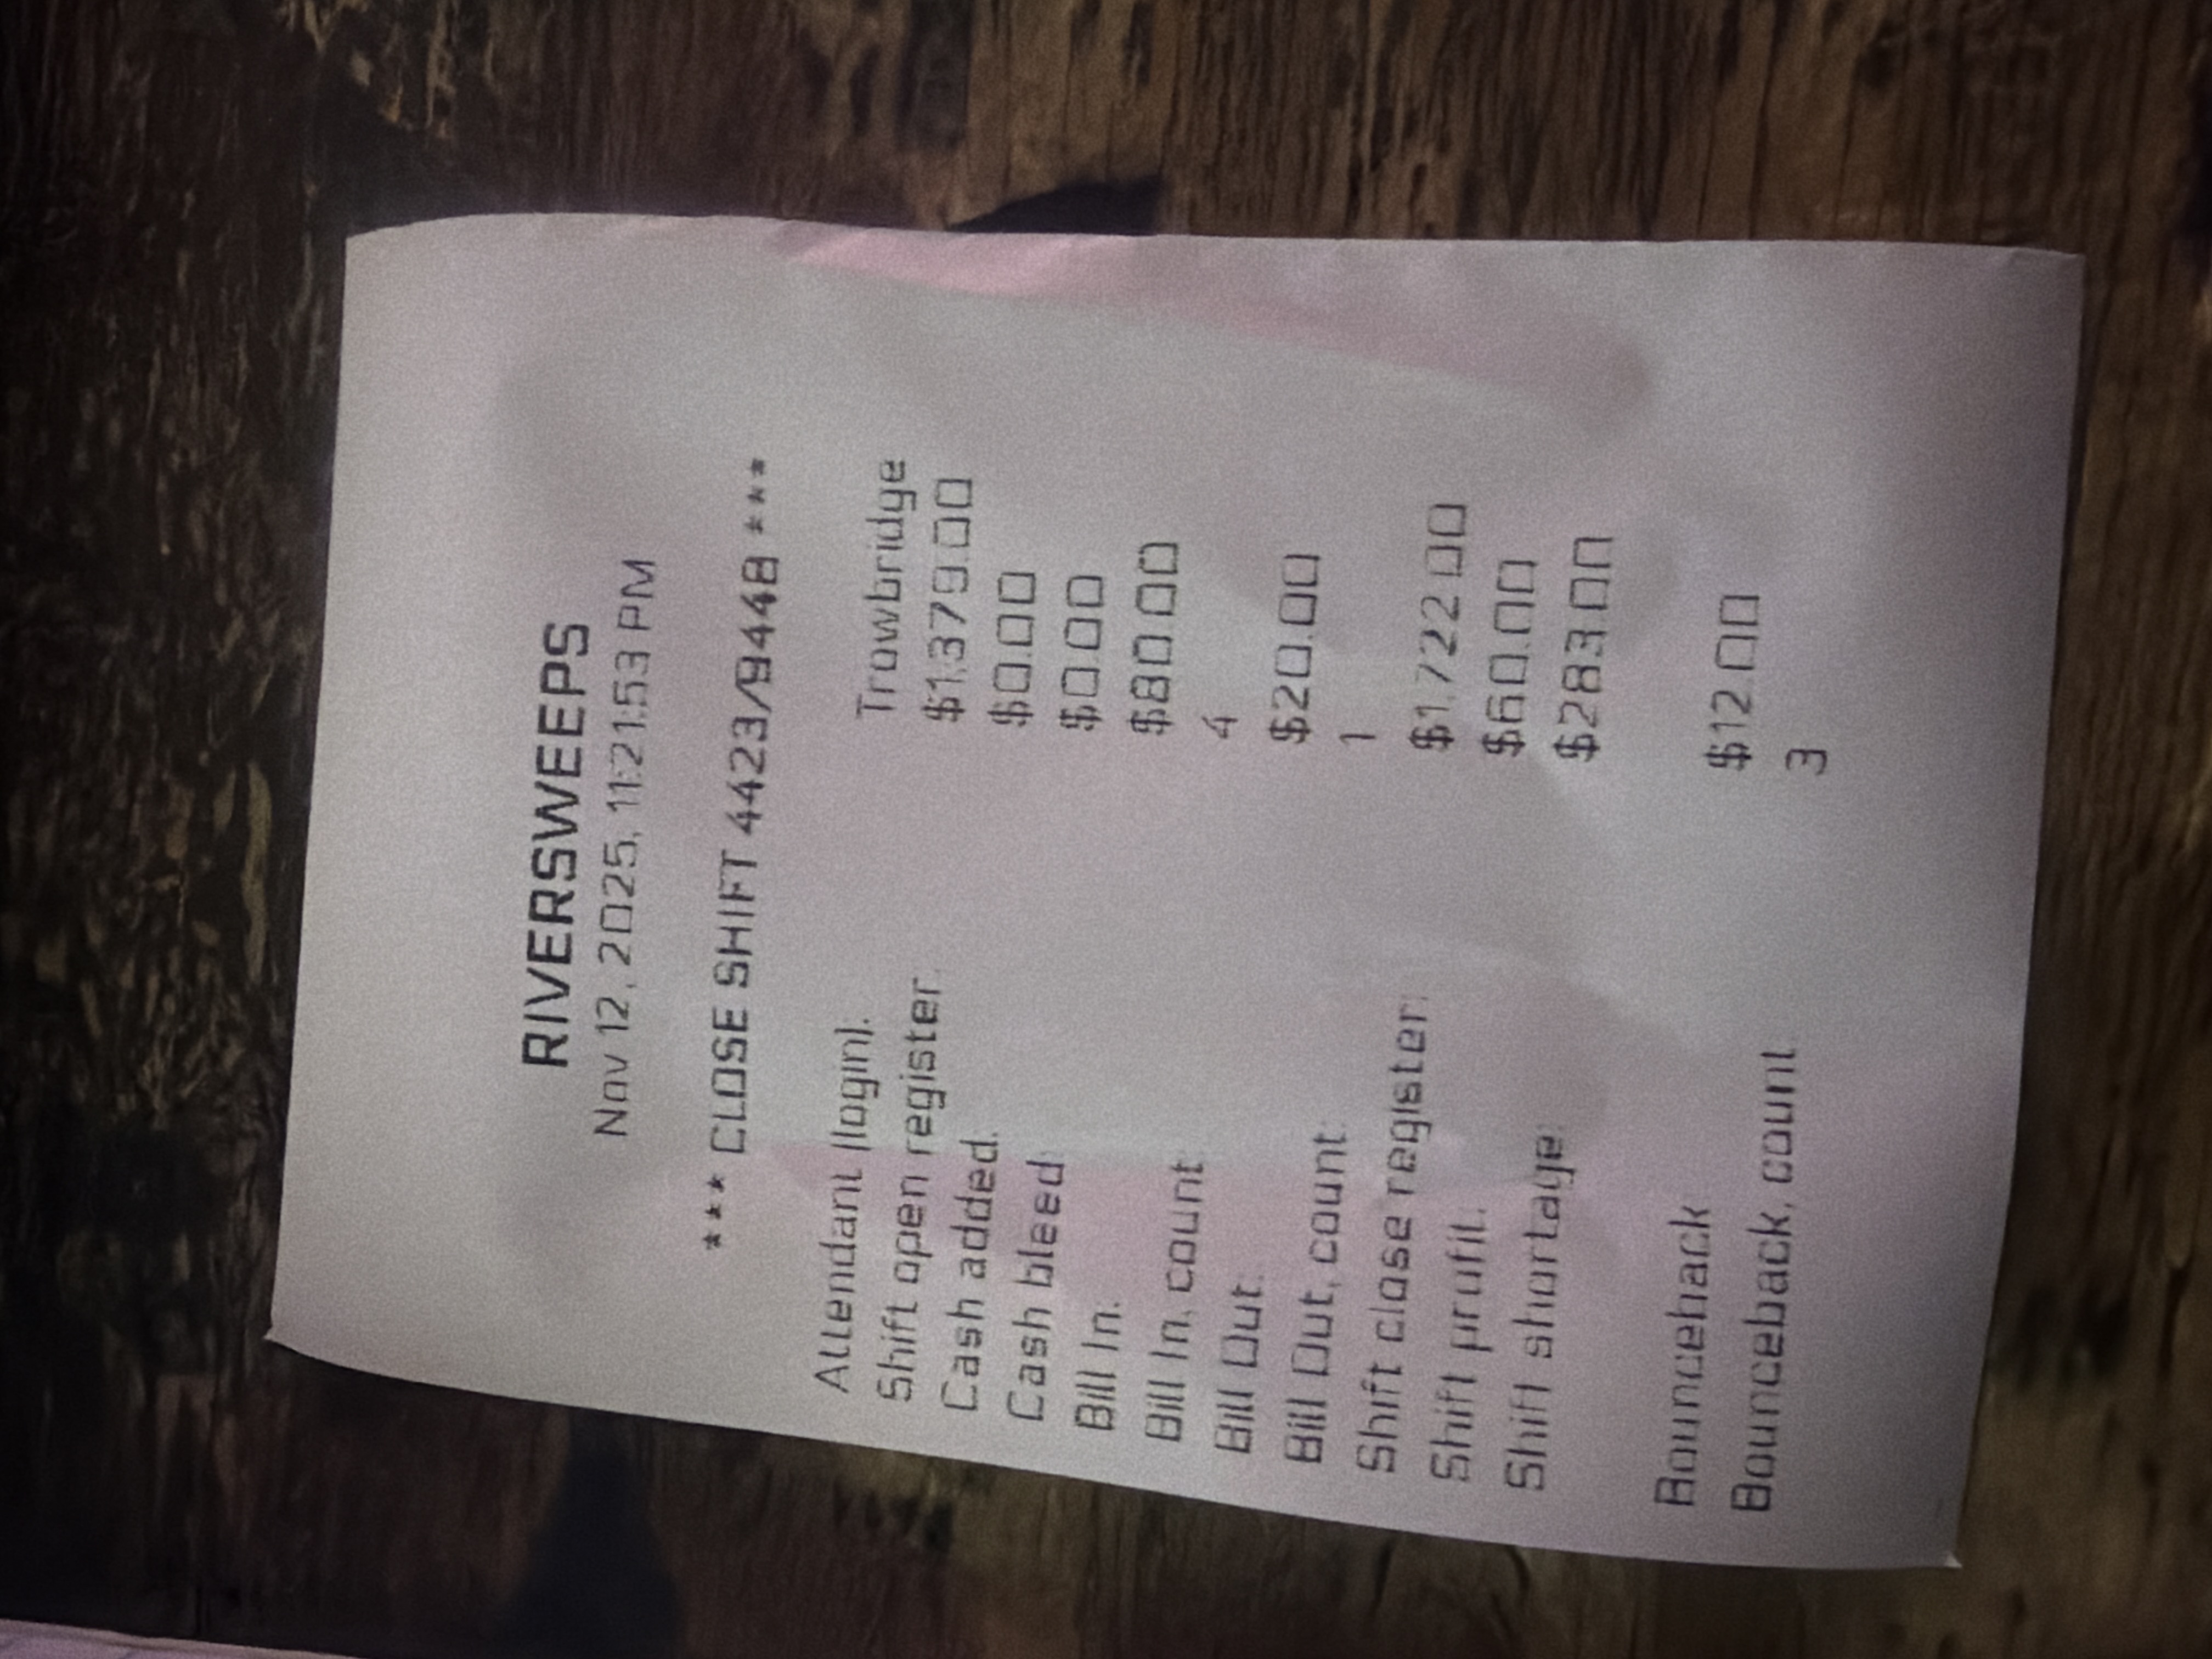 RIVERSWEEPS
Nov 12, 2025, 11:21:53 PM
*** CLOSE SHIFT 4423/9448 ***
Attendant (login): Trowbridge
Shift open register: $1,379.00
Cash added: $0.00
Cash bleed: $0.00
Bill In: $80.00
Bill In, count: 4
Bill Out: $20.00
Bill Out, count: 1
Shift close register: $1,722.00
Shift profit: $60.00
Shift shortage: $283.00
Bounceback $12.00
Bounceback, count 3